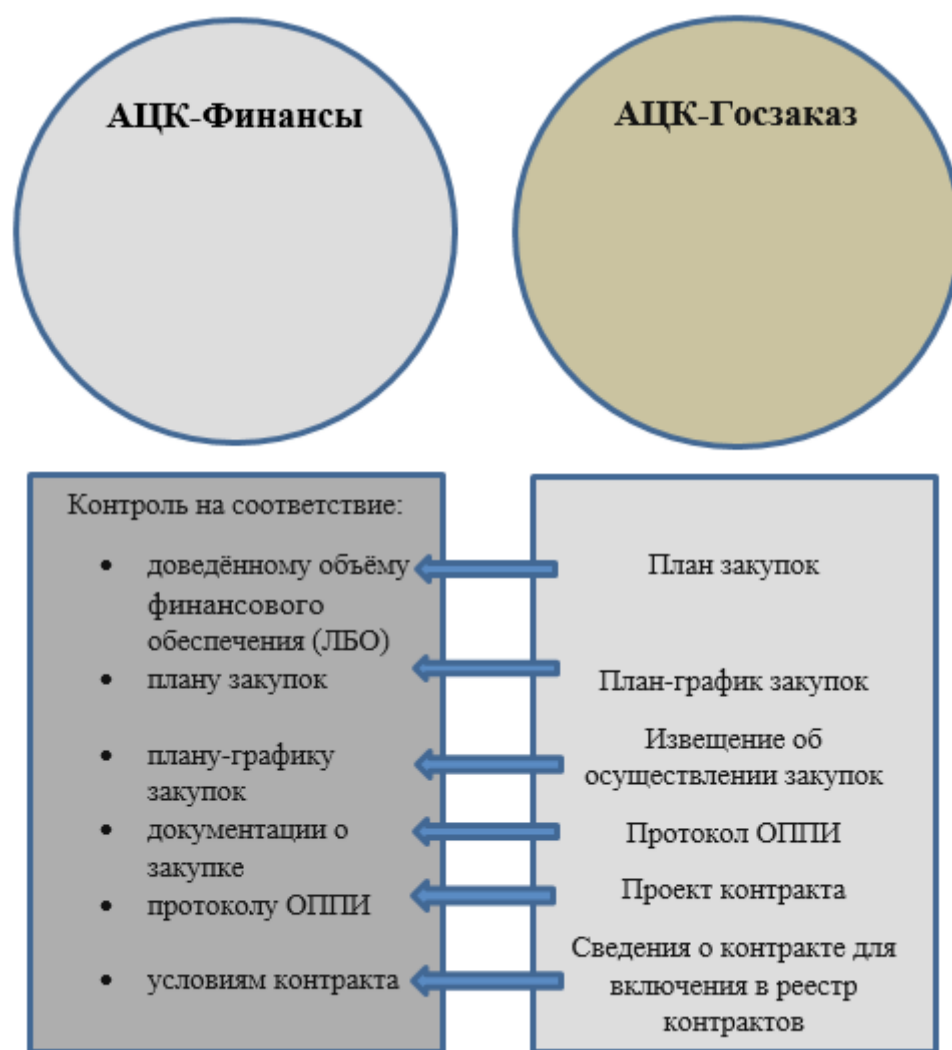 АЦК-Финансы
АЦК-Госзаказ
Контроль на соответствие:
• доведённому объёму
финансового
обеспечения (ЛБО)
• плану закупок
• плану-графику
закупок
• документации о
закупке
• протоколу ОППИ
• условиям контракта
План закупок
План-график закупок
Извещение об
осуществлении закупок
Протокол ОППИ
Проект контракта
Сведения о контракте для
включения в реестр
контрактов